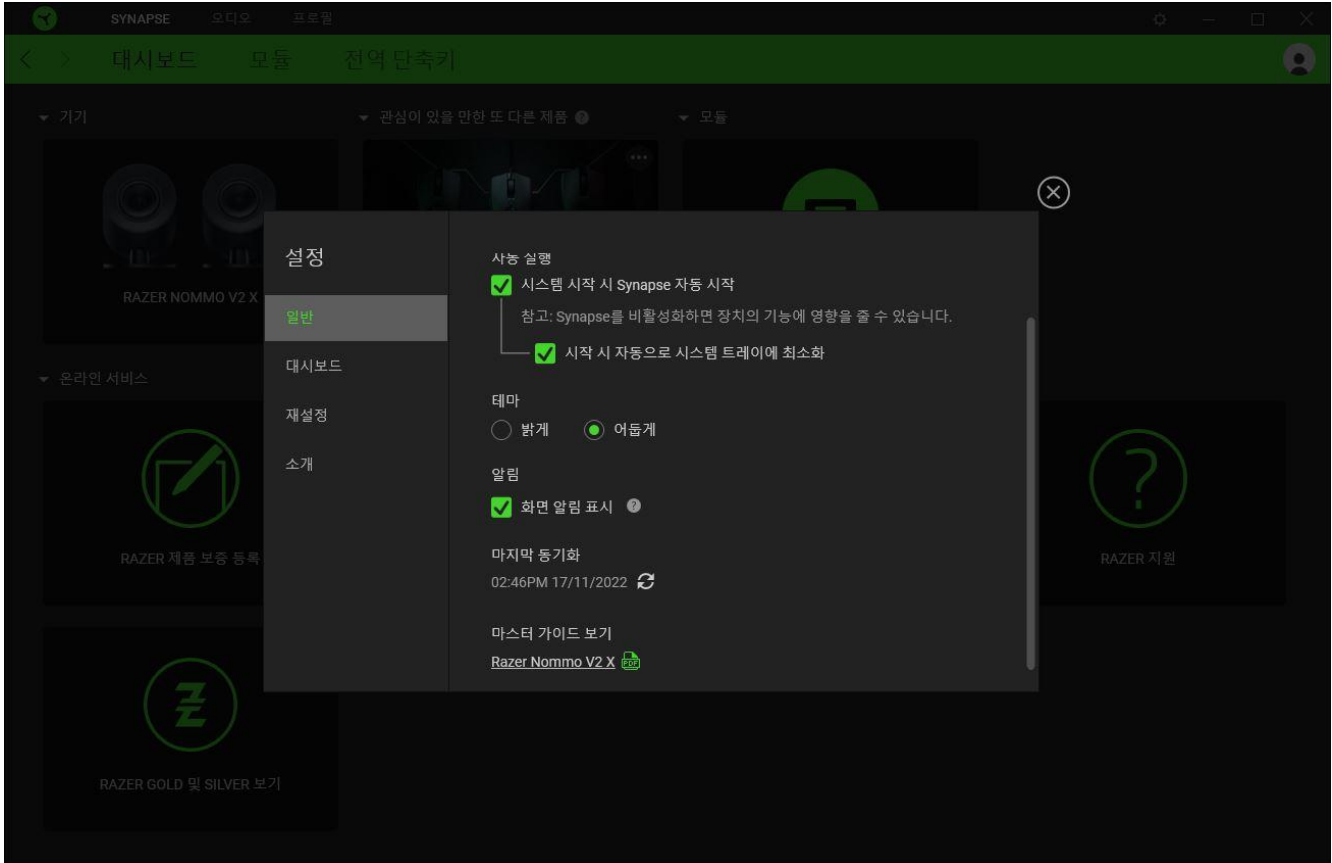 SYNAPSE 오디오 프로필
대시보드 모듈 전역 단축키
기기
관심이 있을 만한 또 다른 제품
모듈
RAZER NOMMO V2 X
온라인 서비스
RAZER 제품 보증 등록
RAZER 지원
RAZER GOLD 및 SILVER 보기
설정
일반
대시보드
재설정
소개
자동 실행
시스템 시작 시 Synapse 자동 시작
참고: Synapse를 비활성화하면 장치의 기능에 영향을 줄 수 있습니다.
시작 시 자동으로 시스템 트레이에 최소화
테마
밝게 어둡게
알림
화면 알림 표시
마지막 동기화
02:46PM 17/11/2022
마스터 가이드 보기
Razer Nommo V2 X PDF